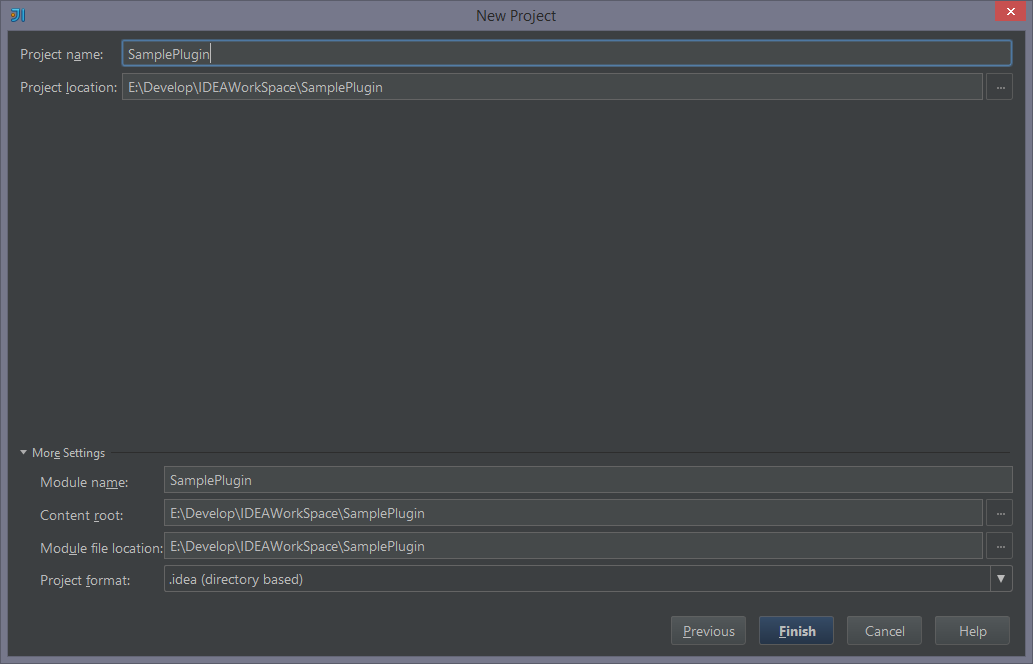 New Project
Project name: SamplePlugin
Project location: E:\Develop\IDEAWorkSpace\SamplePlugin ...
More Settings
Module name: SamplePlugin
Content root: E:\Develop\IDEAWorkSpace\SamplePlugin ...
Module file location: E:\Develop\IDEAWorkSpace\SamplePlugin ...
Project format: .idea (directory based)
Previous Finish Cancel Help